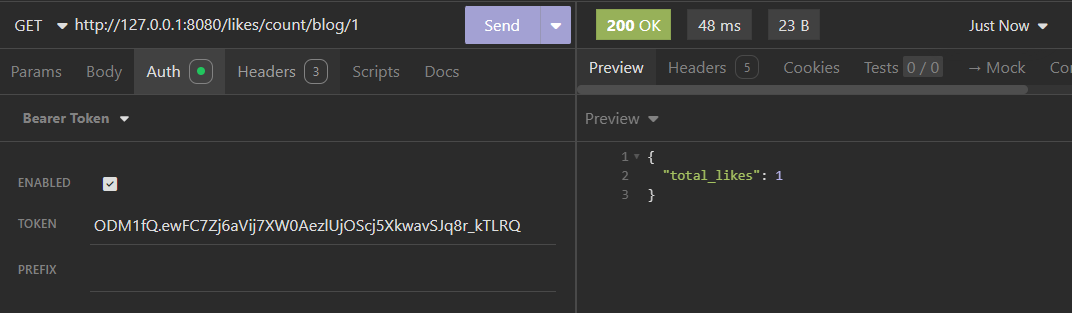 GET http://127.0.0.1:8080/likes/count/blog/1 Send
200 OK 48 ms 23 B Just Now
Params Body Auth Headers 3 Scripts Docs
Preview Headers 5 Cookies Tests 0 / 0 → Mock Co
Bearer Token
Preview
ENABLED
TOKEN ODM1fQ.ewFC7Zj6aVij7XW0AezlUjOScj5XkwavSJq8r_kTLRQ
PREFIX
1 {
2 "total_likes": 1
3 }